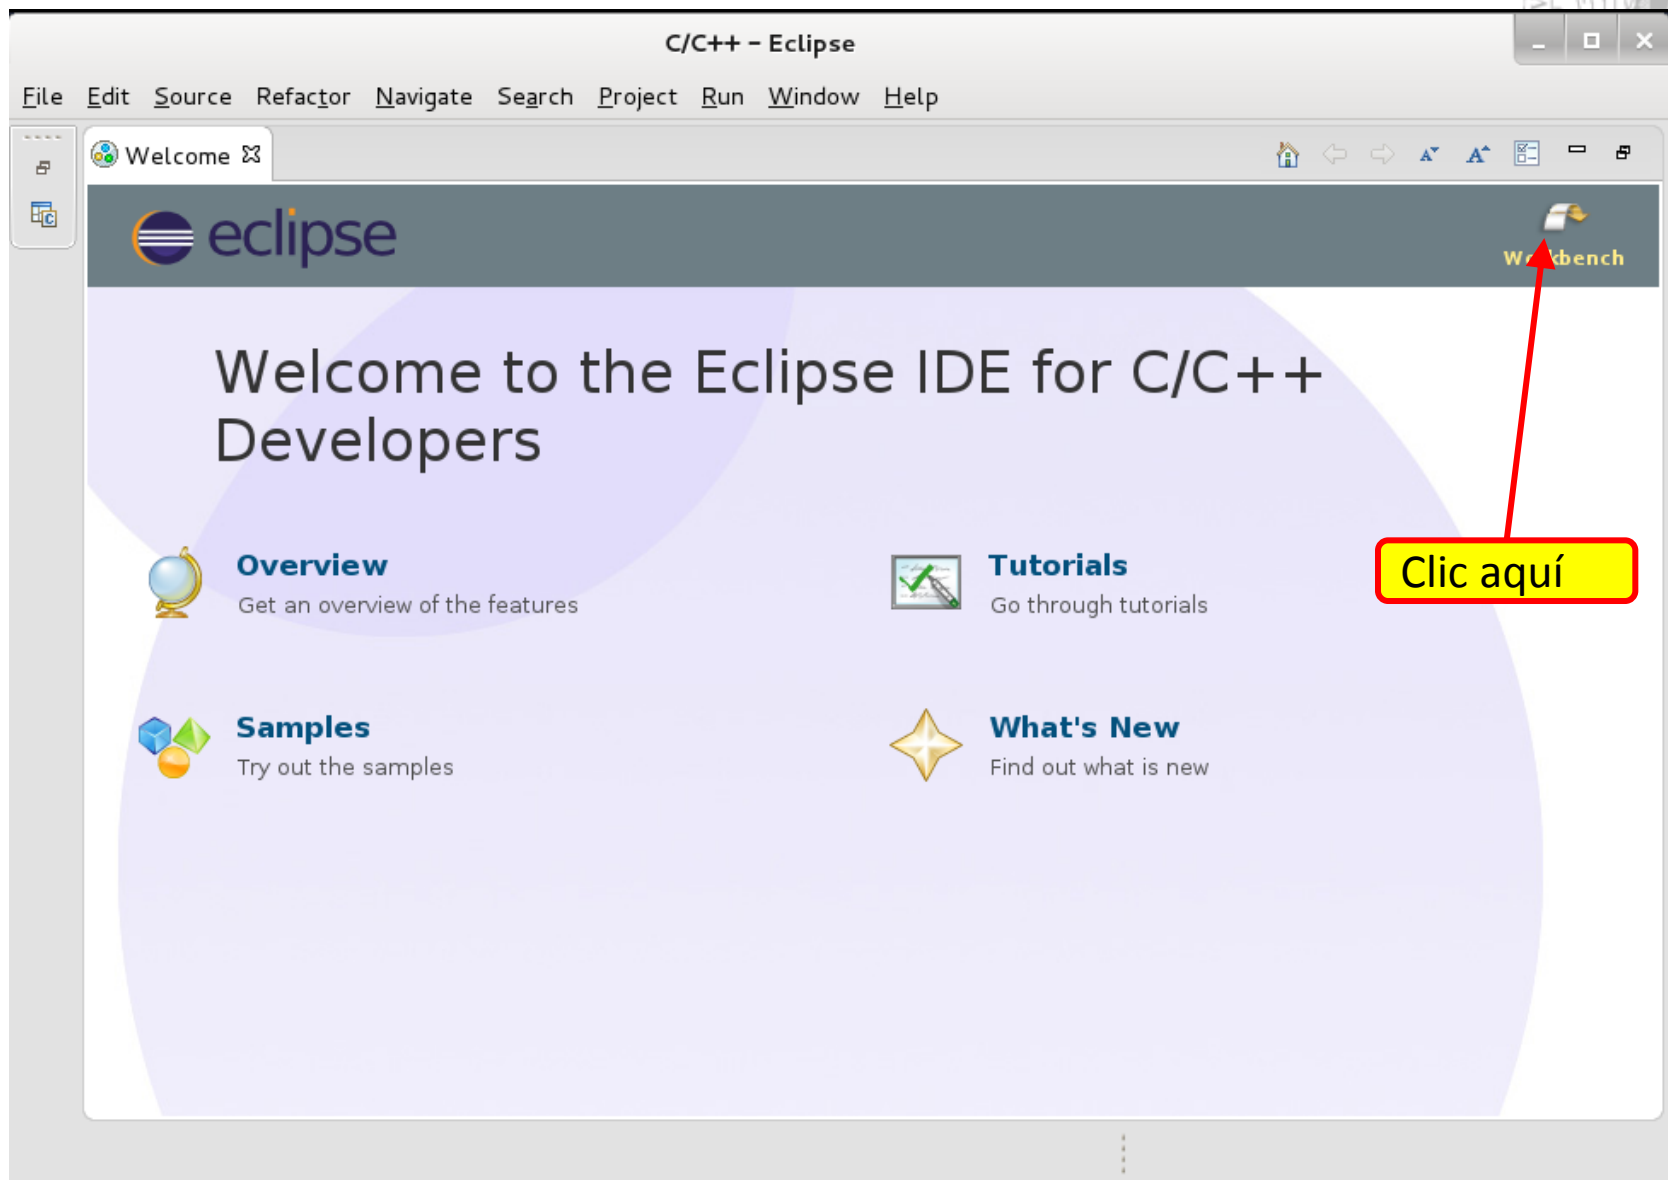 C/C++ – Eclipse
File Edit Source Refactor Navigate Search Project Run Window Help
Welcome
eclipse
Workbench
Welcome to the Eclipse IDE for C/C++
Developers
Overview
Get an overview of the features
Tutorials
Go through tutorials
Clic aquí
Samples
Try out the samples
What's New
Find out what is new